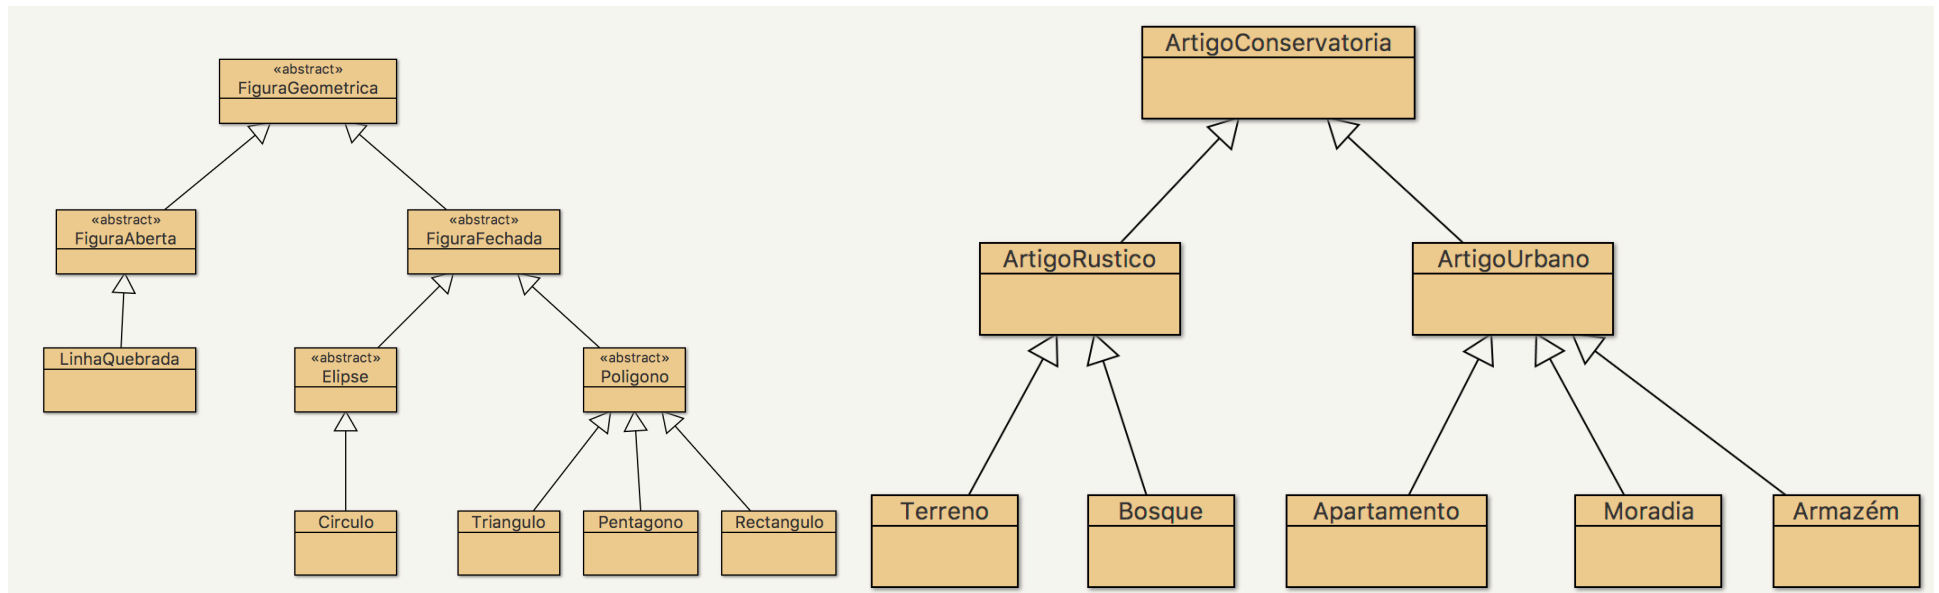 «abstract»
FiguraGeometrica
«abstract»
FiguraAberta
«abstract»
FiguraFechada
LinhaQuebrada
«abstract»
Elipse
«abstract»
Poligono
Circulo
Triangulo
Pentagono
Rectangulo
ArtigoConservatoria
ArtigoRustico
ArtigoUrbano
Terreno
Bosque
Apartamento
Moradia
Armazém